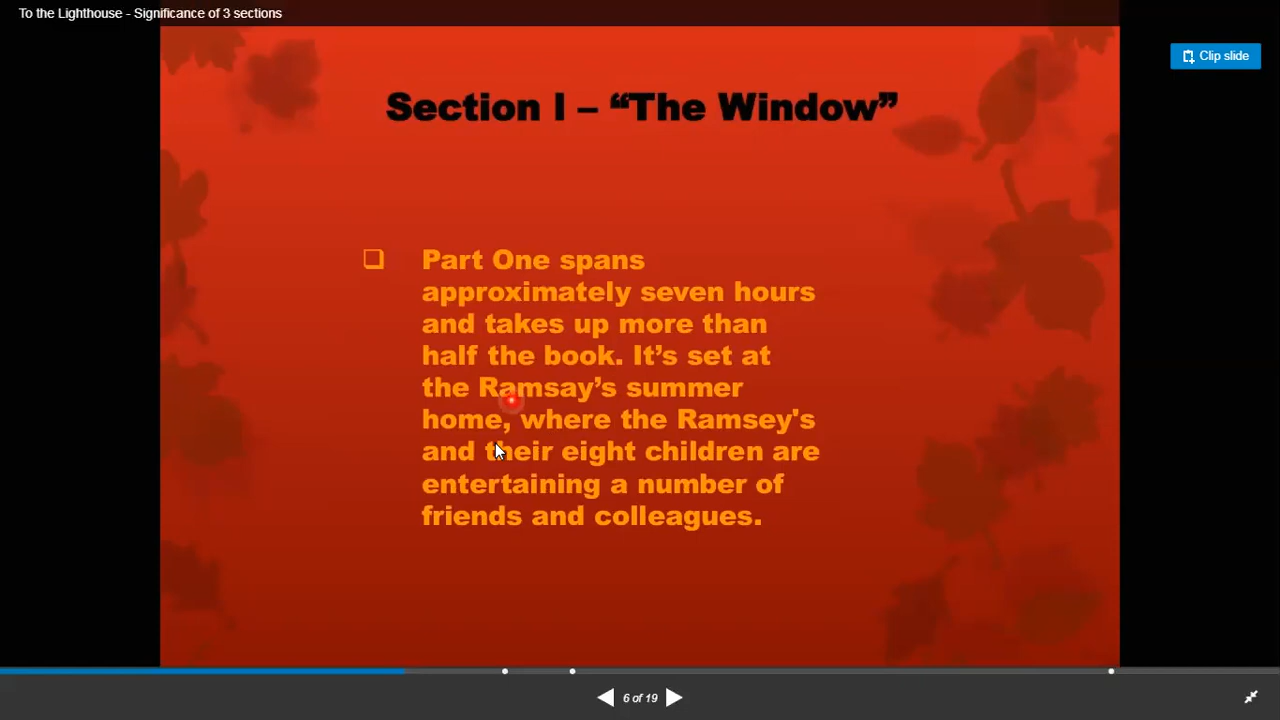 To the Lighthouse - Significance of 3 sections
Clip slide
Section I – “The Window”
Part One spans
approximately seven hours
and takes up more than
half the book. It’s set at
the Ramsay’s summer
home, where the Ramsey's
and their eight children are
entertaining a number of
friends and colleagues.
6 of 19